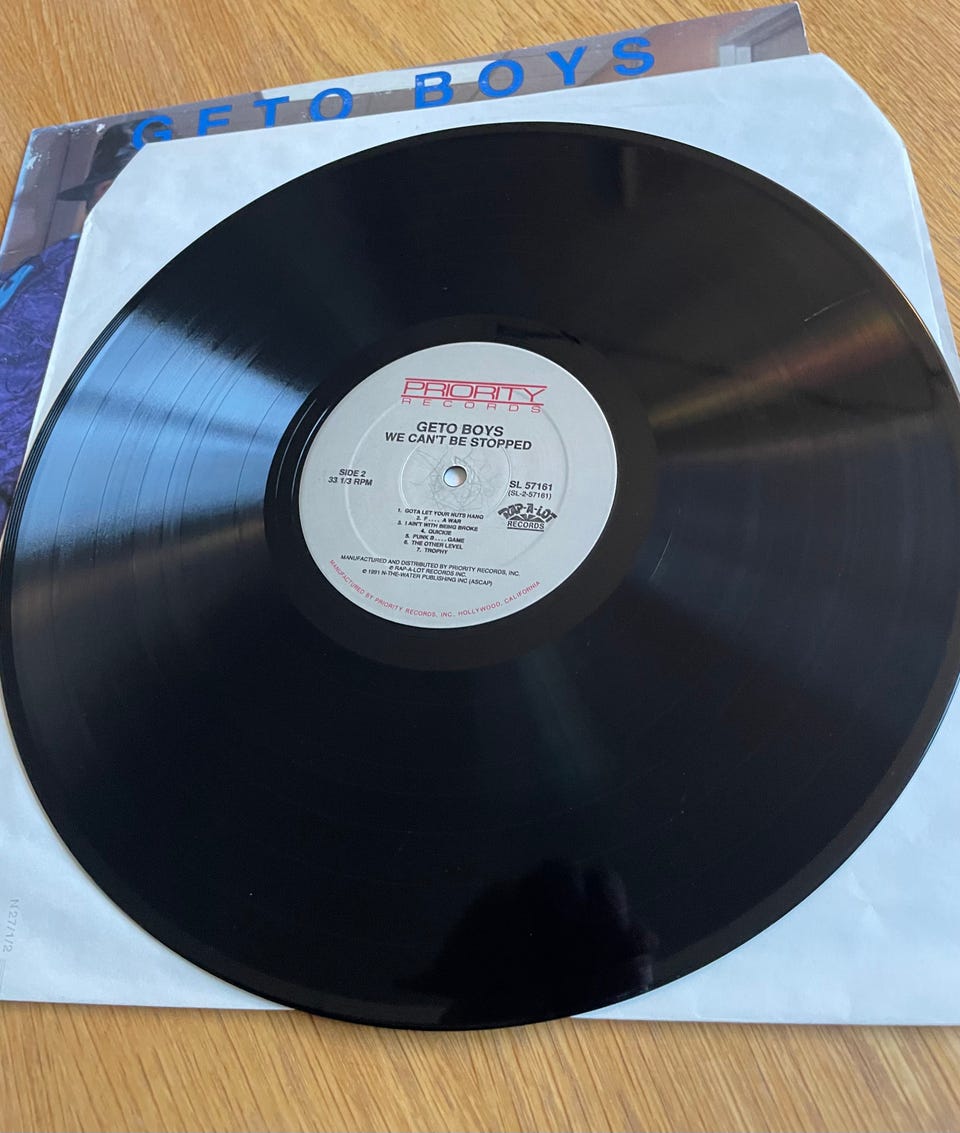 GETO BOYS
PRIORITY
RECORDS
GETO BOYS
WE CAN'T BE STOPPED
SIDE 2
33 1/3 RPM
SL 57161
(SL-2-57161)
RAP-A-LOT
RECORDS
1. GOTA LET YOUR NUTS HANG
2. F.... A WAR
3. I AIN'T WITH BEING BROKE
4. QUICKIE
5. PUNK B.... GAME
6. THE OTHER LEVEL
7. TROPHY
MANUFACTURED AND DISTRIBUTED BY PRIORITY RECORDS, INC.
℗ RAP-A-LOT RECORDS INC.
© 1991 N-THE-WATER PUBLISHING INC (ASCAP)
MANUFACTURED BY PRIORITY RECORDS, INC., HOLLYWOOD, CALIFORNIA
N 27/1/2